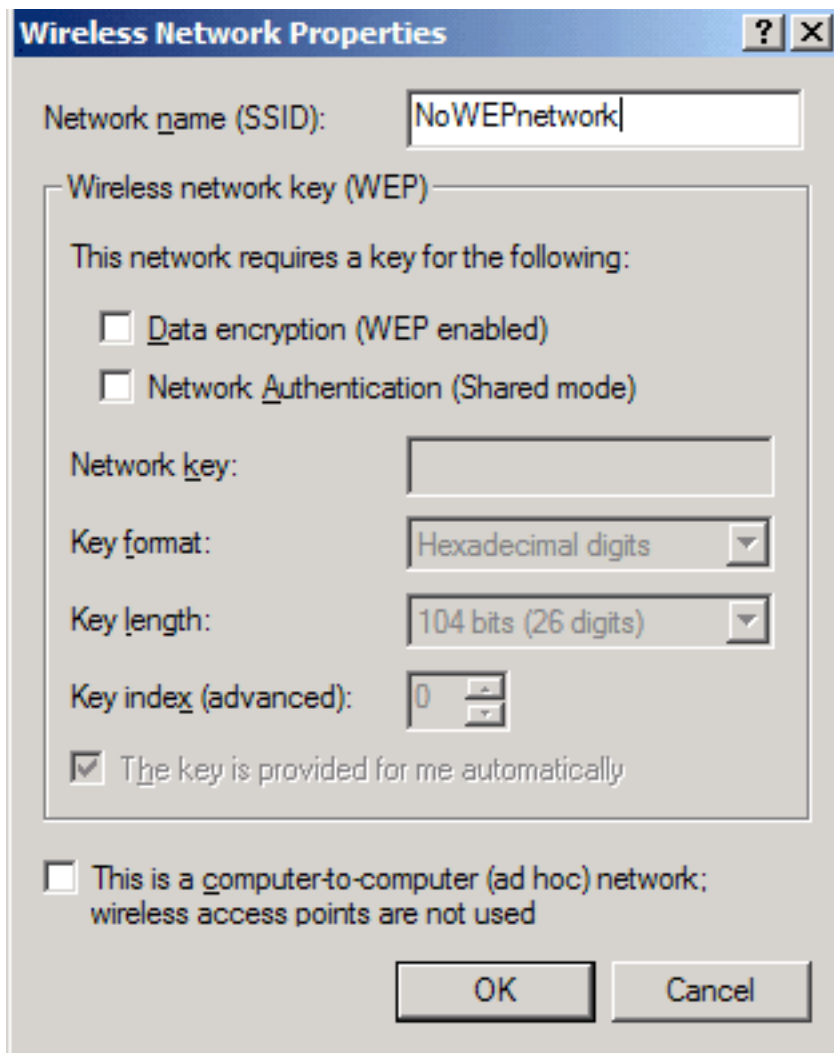 Wireless Network Properties
Network name (SSID): NoWEPnetwork
Wireless network key (WEP)
This network requires a key for the following:
Data encryption (WEP enabled)
Network Authentication (Shared mode)
Network key:
Key format: Hexadecimal digits
Key length: 104 bits (26 digits)
Key index (advanced): 0
The key is provided for me automatically
This is a computer-to-computer (ad hoc) network;
wireless access points are not used
OK Cancel